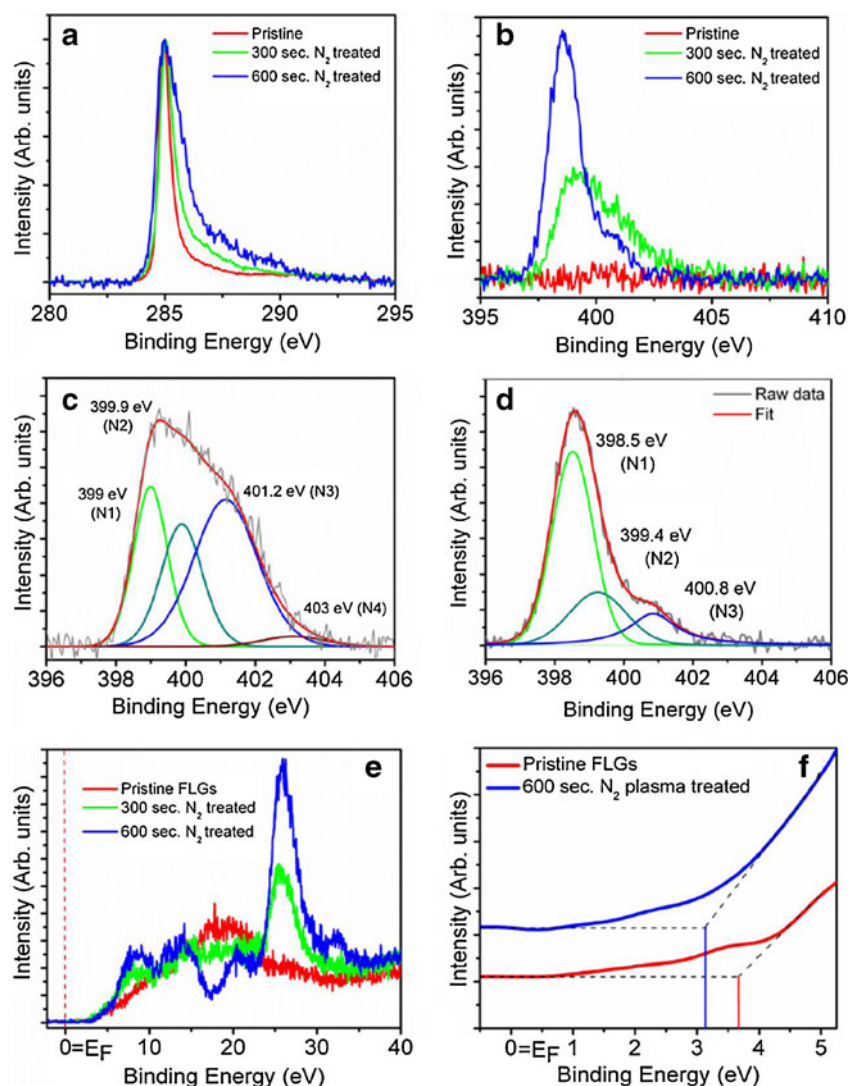 a
Pristine
300 sec. N₂ treated
600 sec. N₂ treated
Intensity (Arb. units)
280 285 290 295
Binding Energy (eV)
b
Pristine
300 sec. N₂ treated
600 sec. N₂ treated
Intensity (Arb. units)
395 400 405 410
Binding Energy (eV)
c
399.9 eV
(N2)
399 eV
(N1)
401.2 eV (N3)
403 eV (N4)
Intensity (Arb. units)
396 398 400 402 404 406
Binding Energy (eV)
d
Raw data
Fit
398.5 eV
(N1)
399.4 eV
(N2)
400.8 eV
(N3)
Intensity (Arb. units)
396 398 400 402 404 406
Binding Energy (eV)
e
Pristine FLGs
300 sec. N₂ treated
600 sec. N₂ treated
Intensity (Arb. units)
0=E_F 10 20 30 40
Binding Energy (eV)
f
Pristine FLGs
600 sec. N₂ plasma treated
Intensity (Arb. units)
0=E_F 1 2 3 4 5
Binding Energy (eV)